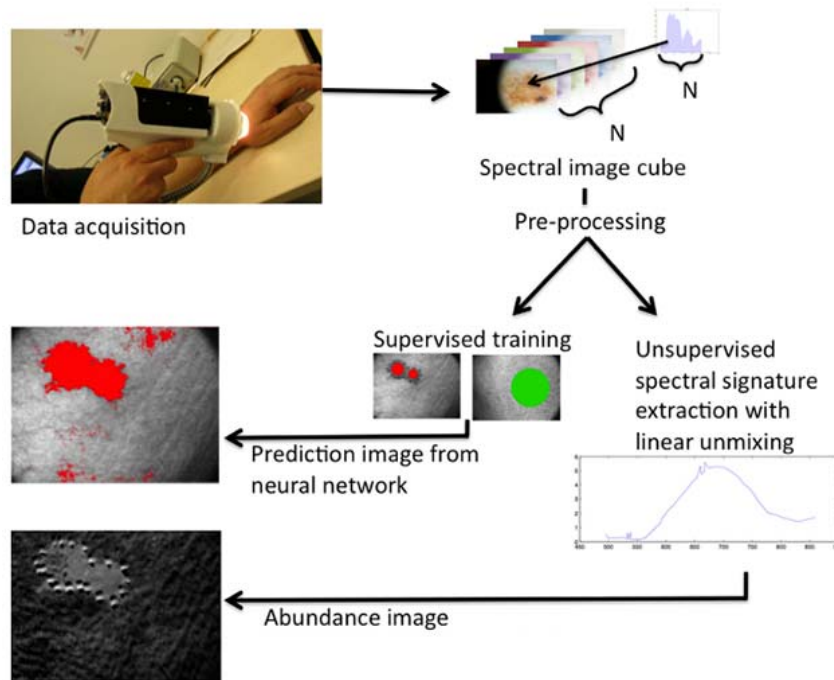 N
N
Spectral image cube
Data acquisition
Pre-processing
Supervised training
Unsupervised
spectral signature
extraction with
linear unmixing
Prediction image from
neural network
Abundance image